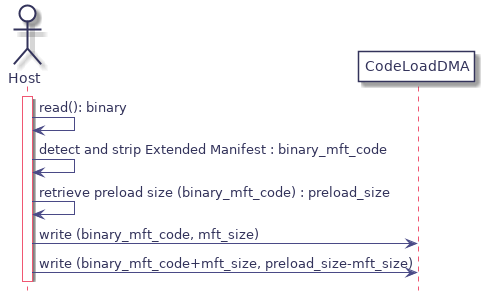 Host
CodeLoadDMA
read(): binary
detect and strip Extended Manifest : binary_mft_code
retrieve preload size (binary_mft_code) : preload_size
write (binary_mft_code, mft_size)
write (binary_mft_code+mft_size, preload_size-mft_size)